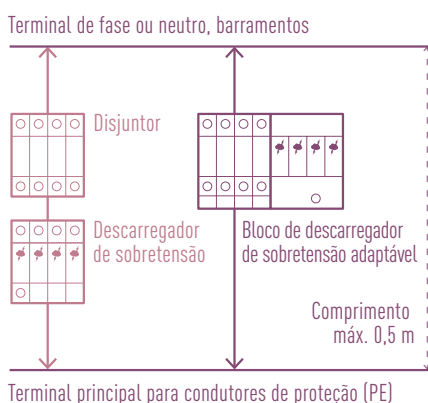 Terminal de fase ou neutro, barramentos
Disjuntor
Descarregador
de sobretensão
Bloco de descarregador
de sobretensão adaptável
Comprimento
máx. 0,5 m
Terminal principal para condutores de proteção (PE)